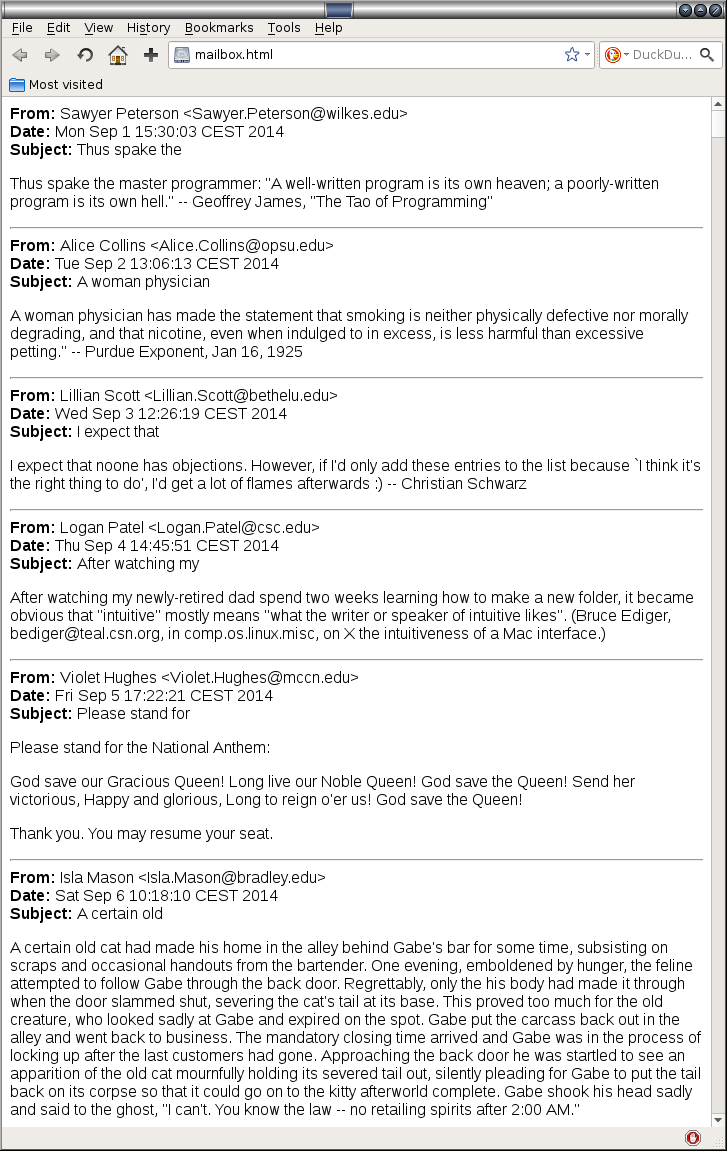 File Edit View History Bookmarks Tools Help
mailbox.html
DuckDu...
Most visited
From: Sawyer Peterson <Sawyer.Peterson@wilkes.edu>
Date: Mon Sep 1 15:30:03 CEST 2014
Subject: Thus spake the
Thus spake the master programmer: "A well-written program is its own heaven; a poorly-written
program is its own hell." -- Geoffrey James, "The Tao of Programming"
From: Alice Collins <Alice.Collins@opsu.edu>
Date: Tue Sep 2 13:06:13 CEST 2014
Subject: A woman physician
A woman physician has made the statement that smoking is neither physically defective nor morally
degrading, and that nicotine, even when indulged to in excess, is less harmful than excessive
petting." -- Purdue Exponent, Jan 16, 1925
From: Lillian Scott <Lillian.Scott@bethelu.edu>
Date: Wed Sep 3 12:26:19 CEST 2014
Subject: I expect that
I expect that noone has objections. However, if I'd only add these entries to the list because `I think it's
the right thing to do', I'd get a lot of flames afterwards :) -- Christian Schwarz
From: Logan Patel <Logan.Patel@csc.edu>
Date: Thu Sep 4 14:45:51 CEST 2014
Subject: After watching my
After watching my newly-retired dad spend two weeks learning how to make a new folder, it became
obvious that "intuitive" mostly means "what the writer or speaker of intuitive likes". (Bruce Ediger,
bediger@teal.csn.org, in comp.os.linux.misc, on X the intuitiveness of a Mac interface.)
From: Violet Hughes <Violet.Hughes@mccn.edu>
Date: Fri Sep 5 17:22:21 CEST 2014
Subject: Please stand for
Please stand for the National Anthem:
God save our Gracious Queen! Long live our Noble Queen! God save the Queen! Send her
victorious, Happy and glorious, Long to reign o'er us! God save the Queen!
Thank you. You may resume your seat.
From: Isla Mason <Isla.Mason@bradley.edu>
Date: Sat Sep 6 10:18:10 CEST 2014
Subject: A certain old
A certain old cat had made his home in the alley behind Gabe's bar for some time, subsisting on
scraps and occasional handouts from the bartender. One evening, emboldened by hunger, the feline
attempted to follow Gabe through the back door. Regrettably, only the his body had made it through
when the door slammed shut, severing the cat's tail at its base. This proved too much for the old
creature, who looked sadly at Gabe and expired on the spot. Gabe put the carcass back out in the
alley and went back to business. The mandatory closing time arrived and Gabe was in the process of
locking up after the last customers had gone. Approaching the back door he was startled to see an
apparition of the old cat mournfully holding its severed tail out, silently pleading for Gabe to put the tail
back on its corpse so that it could go on to the kitty afterworld complete. Gabe shook his head sadly
and said to the ghost, "I can't. You know the law -- no retailing spirits after 2:00 AM."